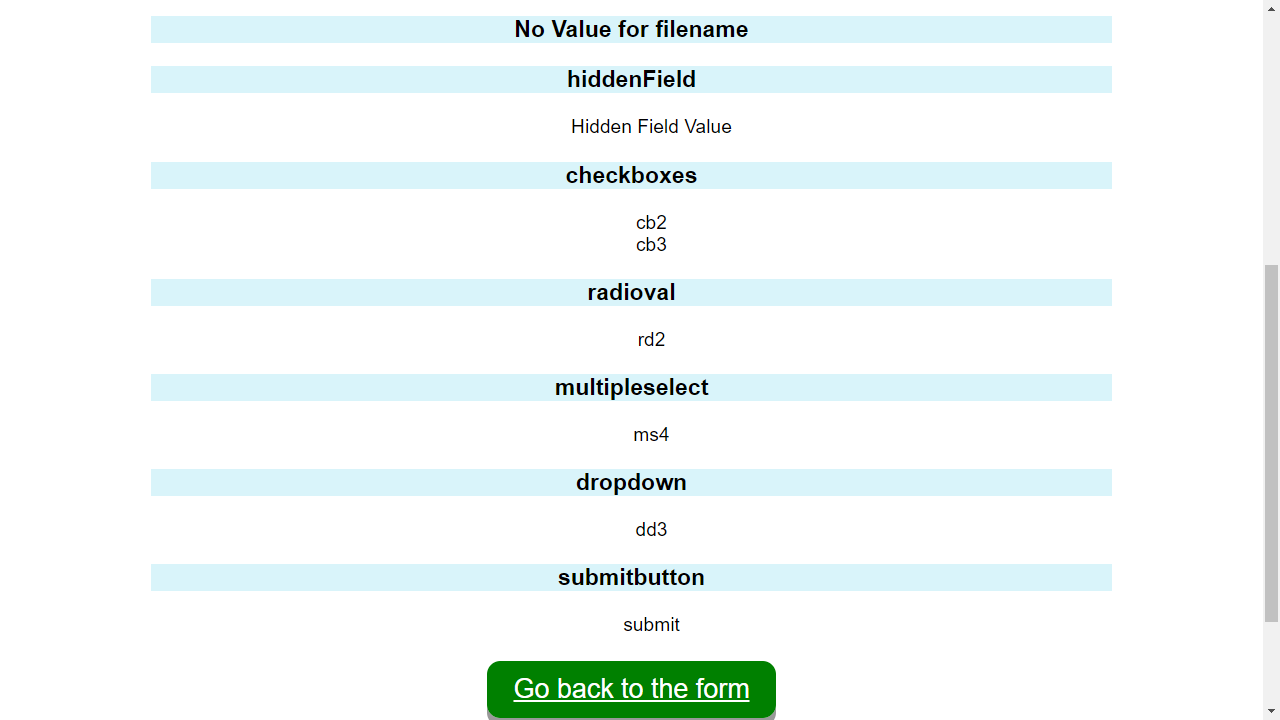 No Value for filename
hiddenField
Hidden Field Value
checkboxes
cb2
cb3
radioval
rd2
multipleselect
ms4
dropdown
dd3
submitbutton
submit
Go back to the form